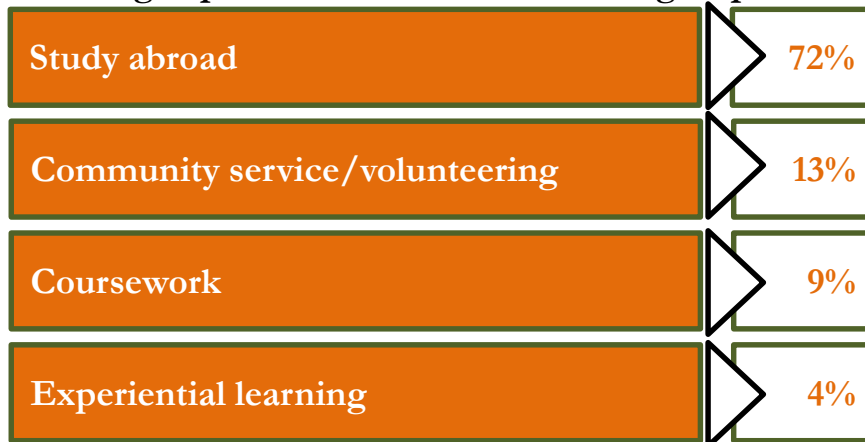 Study abroad
72%
Community service/volunteering
13%
Coursework
9%
Experiential learning
4%